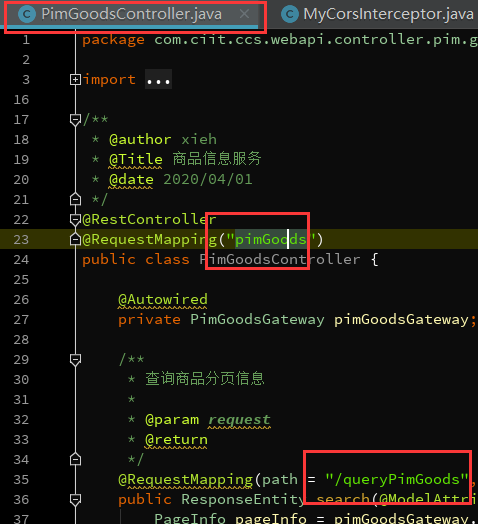 PimGoodsController.java × MyCorsInterceptor.java
1 package com.ciit.ccs.webapi.controller.pim.g
2
3 import ...
16
17 /**
18 * @author xieh
19 * @Title 商品信息服务
20 * @date 2020/04/01
21 */
22 @RestController
23 @RequestMapping("pimGoods")
24 public class PimGoodsController {
25
26 @Autowired
27 private PimGoodsGateway pimGoodsGateway;
28
29 /**
30 * 查询商品分页信息
31 *
32 * @param request
33 * @return
34 */
35 @RequestMapping(path = "/queryPimGoods",
36 public ResponseEntity search(@ModelAttri
37 PageInfo pageInfo = pimGoodsGateway.